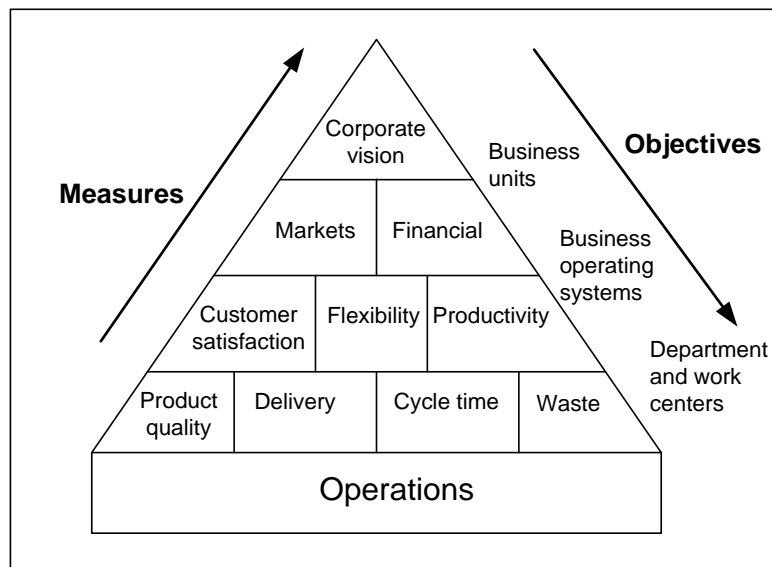 Corporate
vision
Business
units
Objectives
Measures
Markets
Financial
Business
operating
systems
Customer
satisfaction
Flexibility
Productivity
Department
and work
centers
Product
quality
Delivery
Cycle time
Waste
Operations